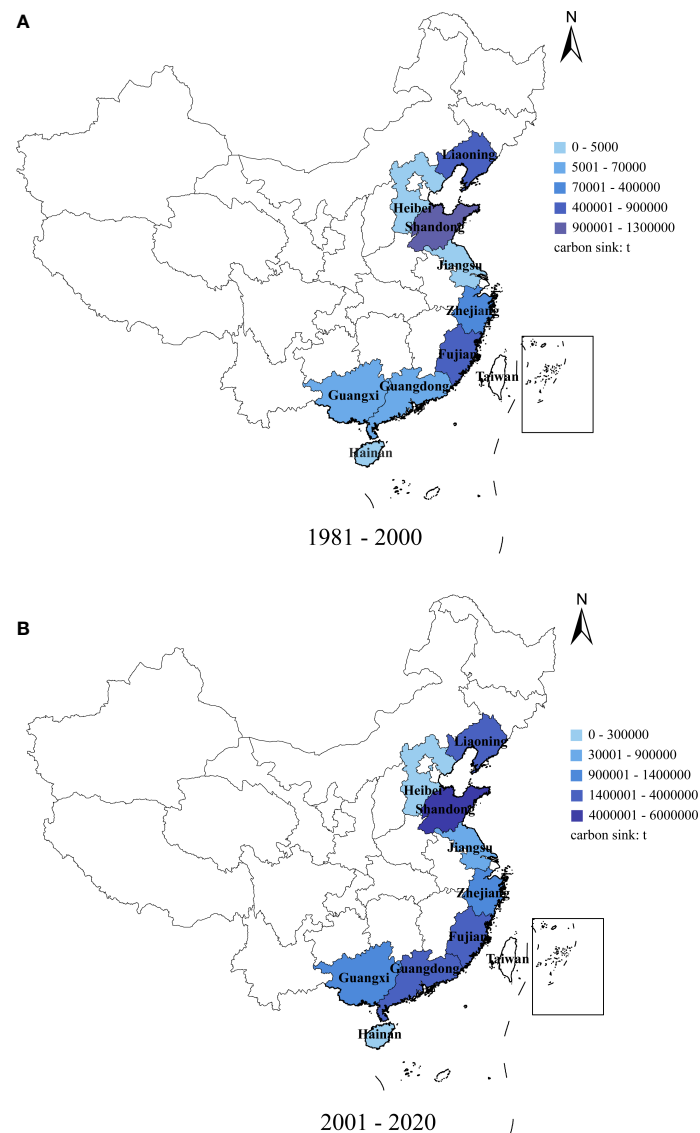 A
N
Liaoning
0 - 5000
5001 - 70000
70001 - 400000
400001 - 900000
900001 - 1300000
carbon sink: t
Heibei
Shandong
Jiangsu
Zhejiang
Fujian
Taiwan
Guangdong
Guangxi
Hainan
1981 - 2000
B
N
Liaoning
0 - 300000
30001 - 900000
900001 - 1400000
1400001 - 4000000
4000001 - 6000000
carbon sink: t
Heibei
Shandong
Jiangsu
Zhejiang
Fujian
Taiwan
Guangdong
Guangxi
Hainan
2001 - 2020